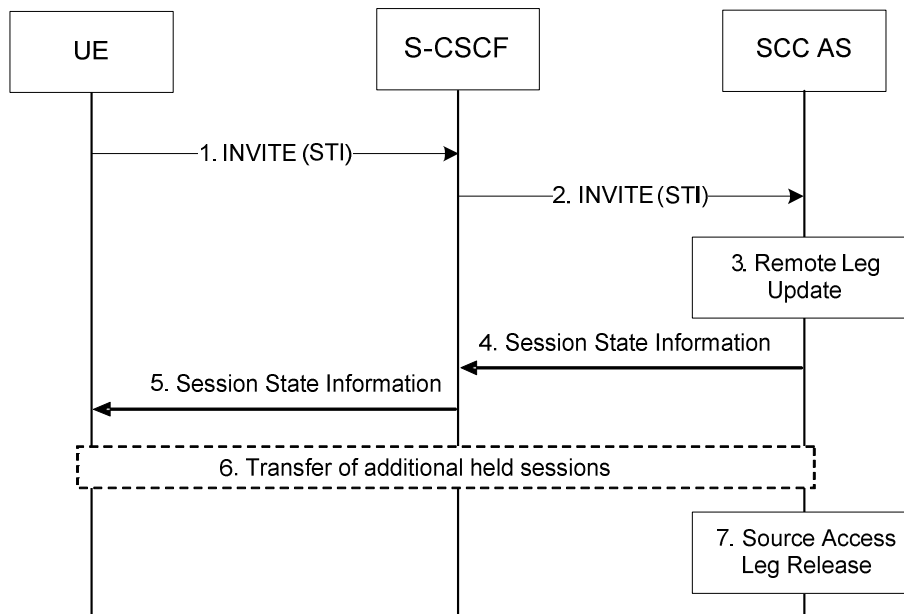 UE
S-CSCF
SCC AS
1. INVITE (STI)
2. INVITE (STI)
3. Remote Leg
Update
4. Session State Information
5. Session State Information
6. Transfer of additional held sessions
7. Source Access
Leg Release